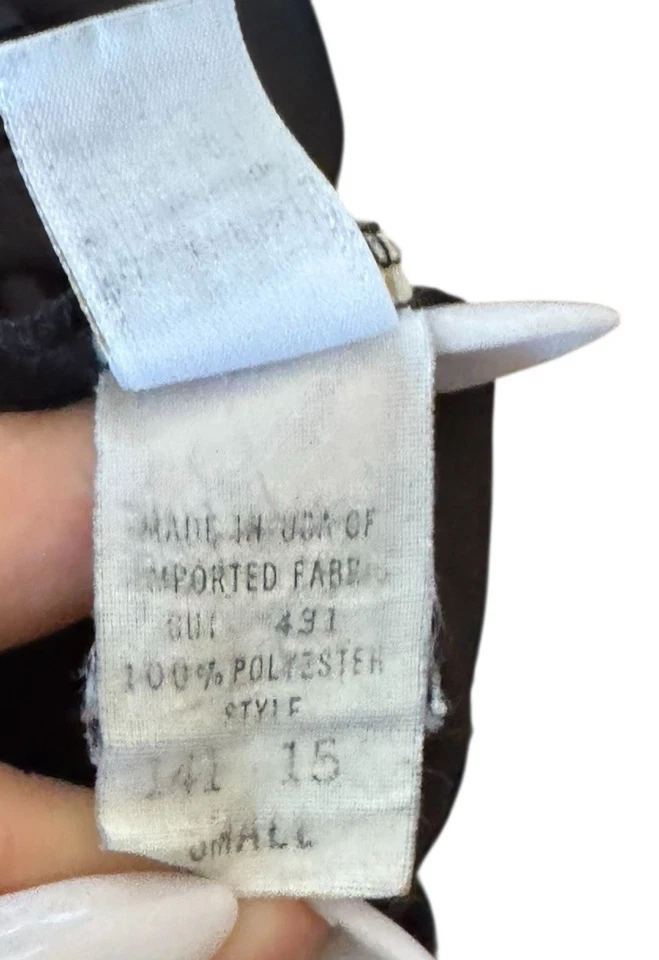 MADE IN USA OF
IMPORTED FABRIC
CUT 491
100% POLYESTER
STYLE
141 15
SMALL